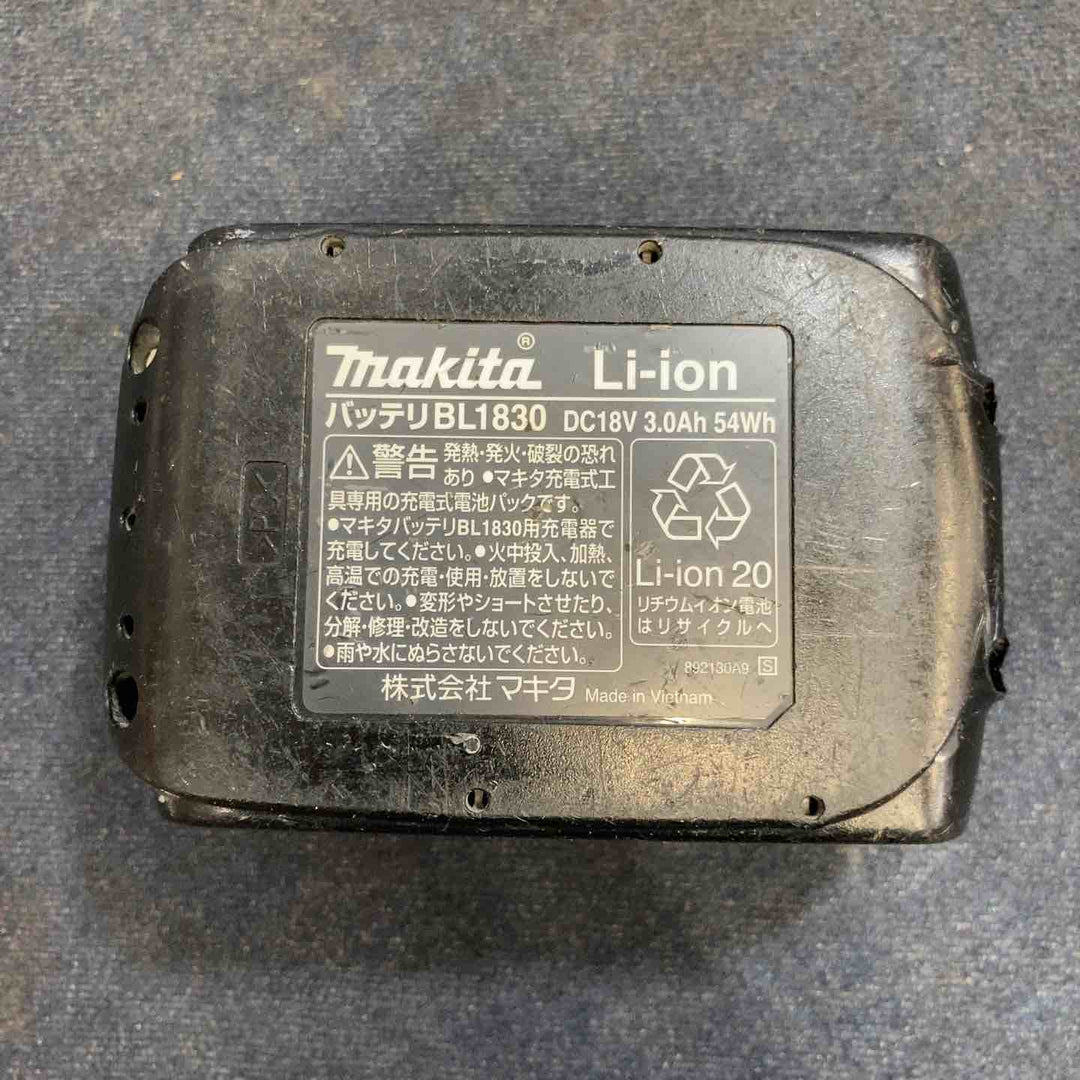 makita® Li-ion
バッテリBL1830 DC18V 3.0Ah 54Wh
⚠警告 発熱・発火・破裂の恐れ
あり ●マキタ充電式工
具専用の充電式電池パックです。
●マキタバッテリBL1830用充電器で
充電してください。●火中投入、加熱、
高温での充電・使用・放置をしないで
ください。●変形やショートさせたり、
分解・修理・改造をしないでください。
●雨や水にぬらさないでください。
Li-ion 20
リチウムイオン電池
はリサイクルへ
892130A9 S
株式会社マキタ Made in Vietnam